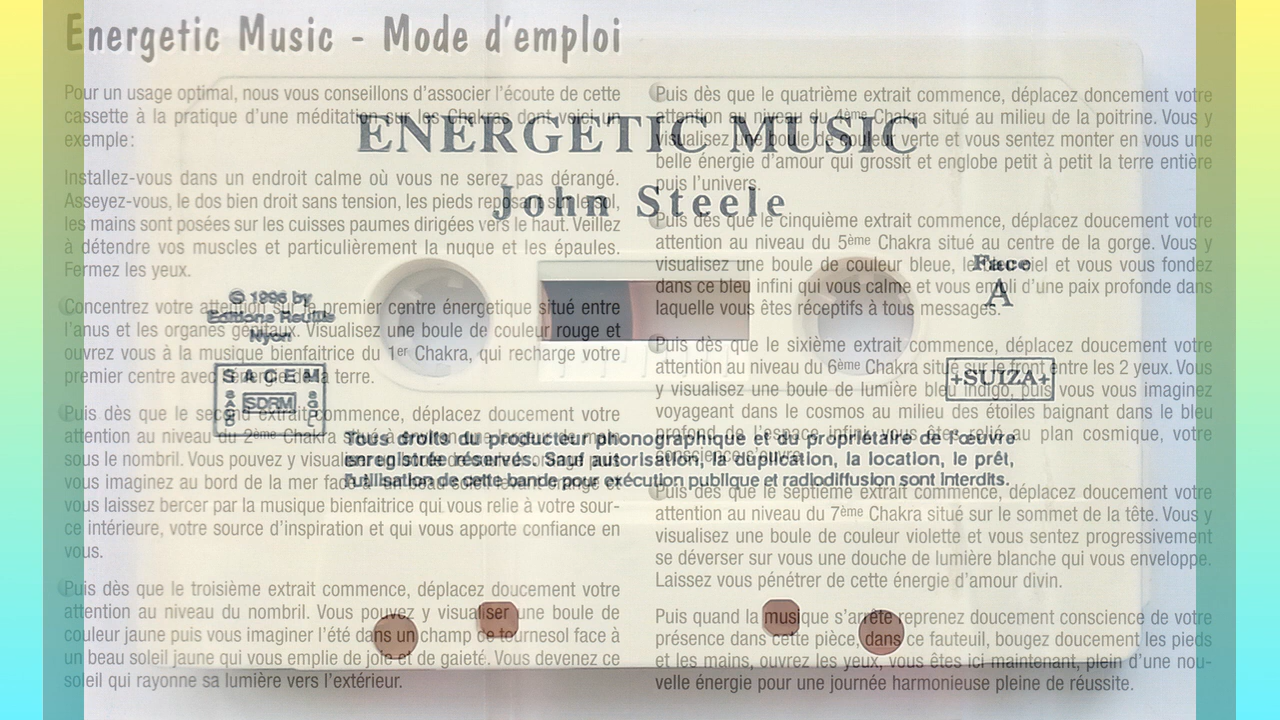 Energetic Music - Mode d'emploi
Pour un usage optimal, nous vous conseillons d'associer l'écoute de cette
cassette à la pratique d'une méditation sur les Chakras dont voici un
exemple :
Installez-vous dans un endroit calme où vous ne serez pas dérangé.
Asseyez-vous, le dos bien droit sans tension, les pieds reposant sur le sol,
les mains sont posées sur les cuisses paumes dirigées vers le haut. Veillez
à détendre vos muscles et particulièrement la nuque et les épaules.
Fermez les yeux.
Concentrez votre attention sur le premier centre énergetique situé entre
l'anus et les organes génitaux. Visualisez une boule de couleur rouge et
ouvrez vous à la musique bienfaitrice du 1er Chakra, qui recharge votre
premier centre avec de la terre.
Puis dès que le second extrait commence, déplacez doucement votre
attention au niveau du 2ème Chakra situé à
sous le nombril. Vous pouvez y visualiser
vous imaginez au bord de la mer face à un beau soleil levant orange et
vous laissez bercer par la musique bienfaitrice qui vous relie à votre sour-
ce intérieure, votre source d'inspiration et qui vous apporte confiance en
vous.
Puis dès que le troisième extrait commence, déplacez doucement votre
attention au niveau du nombril. Vous pouvez y visualiser une boule de
couleur jaune puis vous imaginer l'été dans un champ de tournesol face à
un beau soleil jaune qui vous emplie de joie et de gaieté. Vous devenez ce
soleil qui rayonne sa lumière vers l'extérieur.
Puis dès que le quatrième extrait commence, déplacez doncement votre
attention au niveau du 4ème Chakra situé au milieu de la poitrine. Vous y
visualisez une boule de couleur verte et vous sentez monter en vous une
belle énergie d'amour qui grossit et englobe petit à petit la terre entière
puis l'univers.
Puis dès que le cinquième extrait commence, déplacez doucement votre
attention au niveau du 5ème Chakra situé au centre de la gorge. Vous y
visualisez une boule de couleur bleue, le bleu ciel et vous vous fondez
dans ce bleu infini qui vous calme et vous empli d'une paix profonde dans
laquelle vous êtes réceptifs à tous messages.
Puis dès que le sixième extrait commence, déplacez doucement votre
attention au niveau du 6ème Chakra situé sur le front entre les 2 yeux. Vous
y visualisez une boule de lumière bleu indigo, puis vous vous imaginez
voyageant dans le cosmos au milieu des étoiles baignant dans le bleu
profond de l'espace infini, vous êtes relié au plan cosmique, votre
conscience s'ouvre.
Puis dès que le septième extrait commence, déplacez doucement votre
attention au niveau du 7ème Chakra situé sur le sommet de la tête. Vous y
visualisez une boule de couleur violette et vous sentez progressivement
se déverser sur vous une douche de lumière blanche qui vous enveloppe.
Laissez vous pénétrer de cette énergie d'amour divin.
Puis quand la musique s'arrête reprenez doucement conscience de votre
présence dans cette pièce, dans ce fauteuil, bougez doucement les pieds
et les mains, ouvrez les yeux, vous êtes ici maintenant, plein d'une nou-
velle énergie pour une journée harmonieuse pleine de réussite.
ENERGETIC MUSIC
John Steele
Face
A
© 1996 by
Editions
Nyon
SACEM
SDRM
SACD
SGDL
+SUIZA+
Tous droits du producteur phonographique et du propriétaire de l'œuvre
enregistrée réservés. Sauf autorisation, la duplication, la location, le prêt,
l'utilisation de cette bande pour exécution publique et radiodiffusion sont interdits.